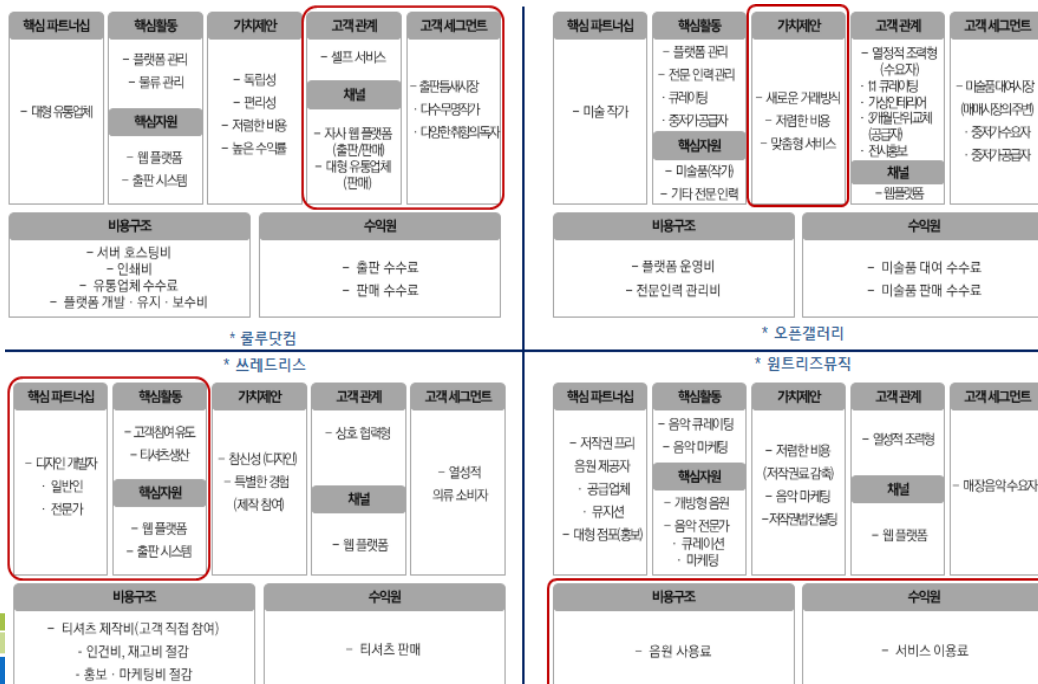 핵심 파트너십
핵심활동
가치제안
고객 관계
고객 세그먼트
– 대형 유통업체
– 플랫폼 관리
– 물류 관리
핵심자원
– 웹 플랫폼
– 출판 시스템
– 독립성
– 편리성
– 저렴한 비용
– 높은 수익률
– 셀프 서비스
채널
– 자사 웹 플랫폼
(출판/판매)
– 대형 유통업체
(판매)
– 출판틈새시장
· 다수무명작가
· 다양한취향의독자
비용구조
수익원
– 서버 호스팅비
– 인쇄비
– 유통업체 수수료
– 플랫폼 개발 · 유지 · 보수비
– 출판 수수료
– 판매 수수료
* 룰루닷컴
핵심 파트너십
핵심활동
가치제안
고객 관계
고객 세그먼트
– 미술 작가
– 플랫폼 관리
– 전문 인력 관리
· 큐레이팅
· 중저가공급자
핵심자원
– 미술품(작가)
– 기타 전문 인력
– 새로운 거래방식
– 저렴한 비용
– 맞춤형 서비스
– 열정적 조력형
(수요자)
· 1:1 큐레이팅
· 가상인테리어
· 3개월단위교체
(공급자)
· 전시홍보
채널
– 웹플랫폼
– 미술품대여시장
(매매시장의주변)
· 중저가수요자
· 중저가공급자
비용구조
수익원
– 플랫폼 운영비
– 전문인력 관리비
– 미술품 대여 수수료
– 미술품 판매 수수료
* 오픈갤러리
* 쓰레드리스
핵심 파트너십
핵심활동
가치제안
고객 관계
고객 세그먼트
– 디자인 개발자
· 일반인
· 전문가
– 고객참여 유도
– 티셔츠생산
핵심자원
– 웹 플랫폼
– 출판 시스템
– 참신성 (디자인)
– 특별한 경험
(제작 참여)
– 상호 협력형
채널
– 웹 플랫폼
– 열성적
의류 소비자
비용구조
수익원
– 티셔츠 제작비(고객 직접 참여)
- 인건비, 재고비 절감
- 홍보 · 마케팅비 절감
– 티셔츠 판매
* 원트리즈뮤직
핵심 파트너십
핵심활동
가치제안
고객 관계
고객 세그먼트
– 저작권 프리
음원 제공자
· 공급업체
· 뮤지션
– 대형 점포(홍보)
– 음악 큐레이팅
– 음악 마케팅
핵심자원
– 개방형 음원
– 음악 전문가
· 큐레이션
· 마케팅
– 저렴한 비용
(저작권료 감축)
– 음악 마케팅
–저작권법컨설팅
– 열성적 조력형
채널
– 웹 플랫폼
– 매장음악수요자
비용구조
수익원
– 음원 사용료
– 서비스 이용료